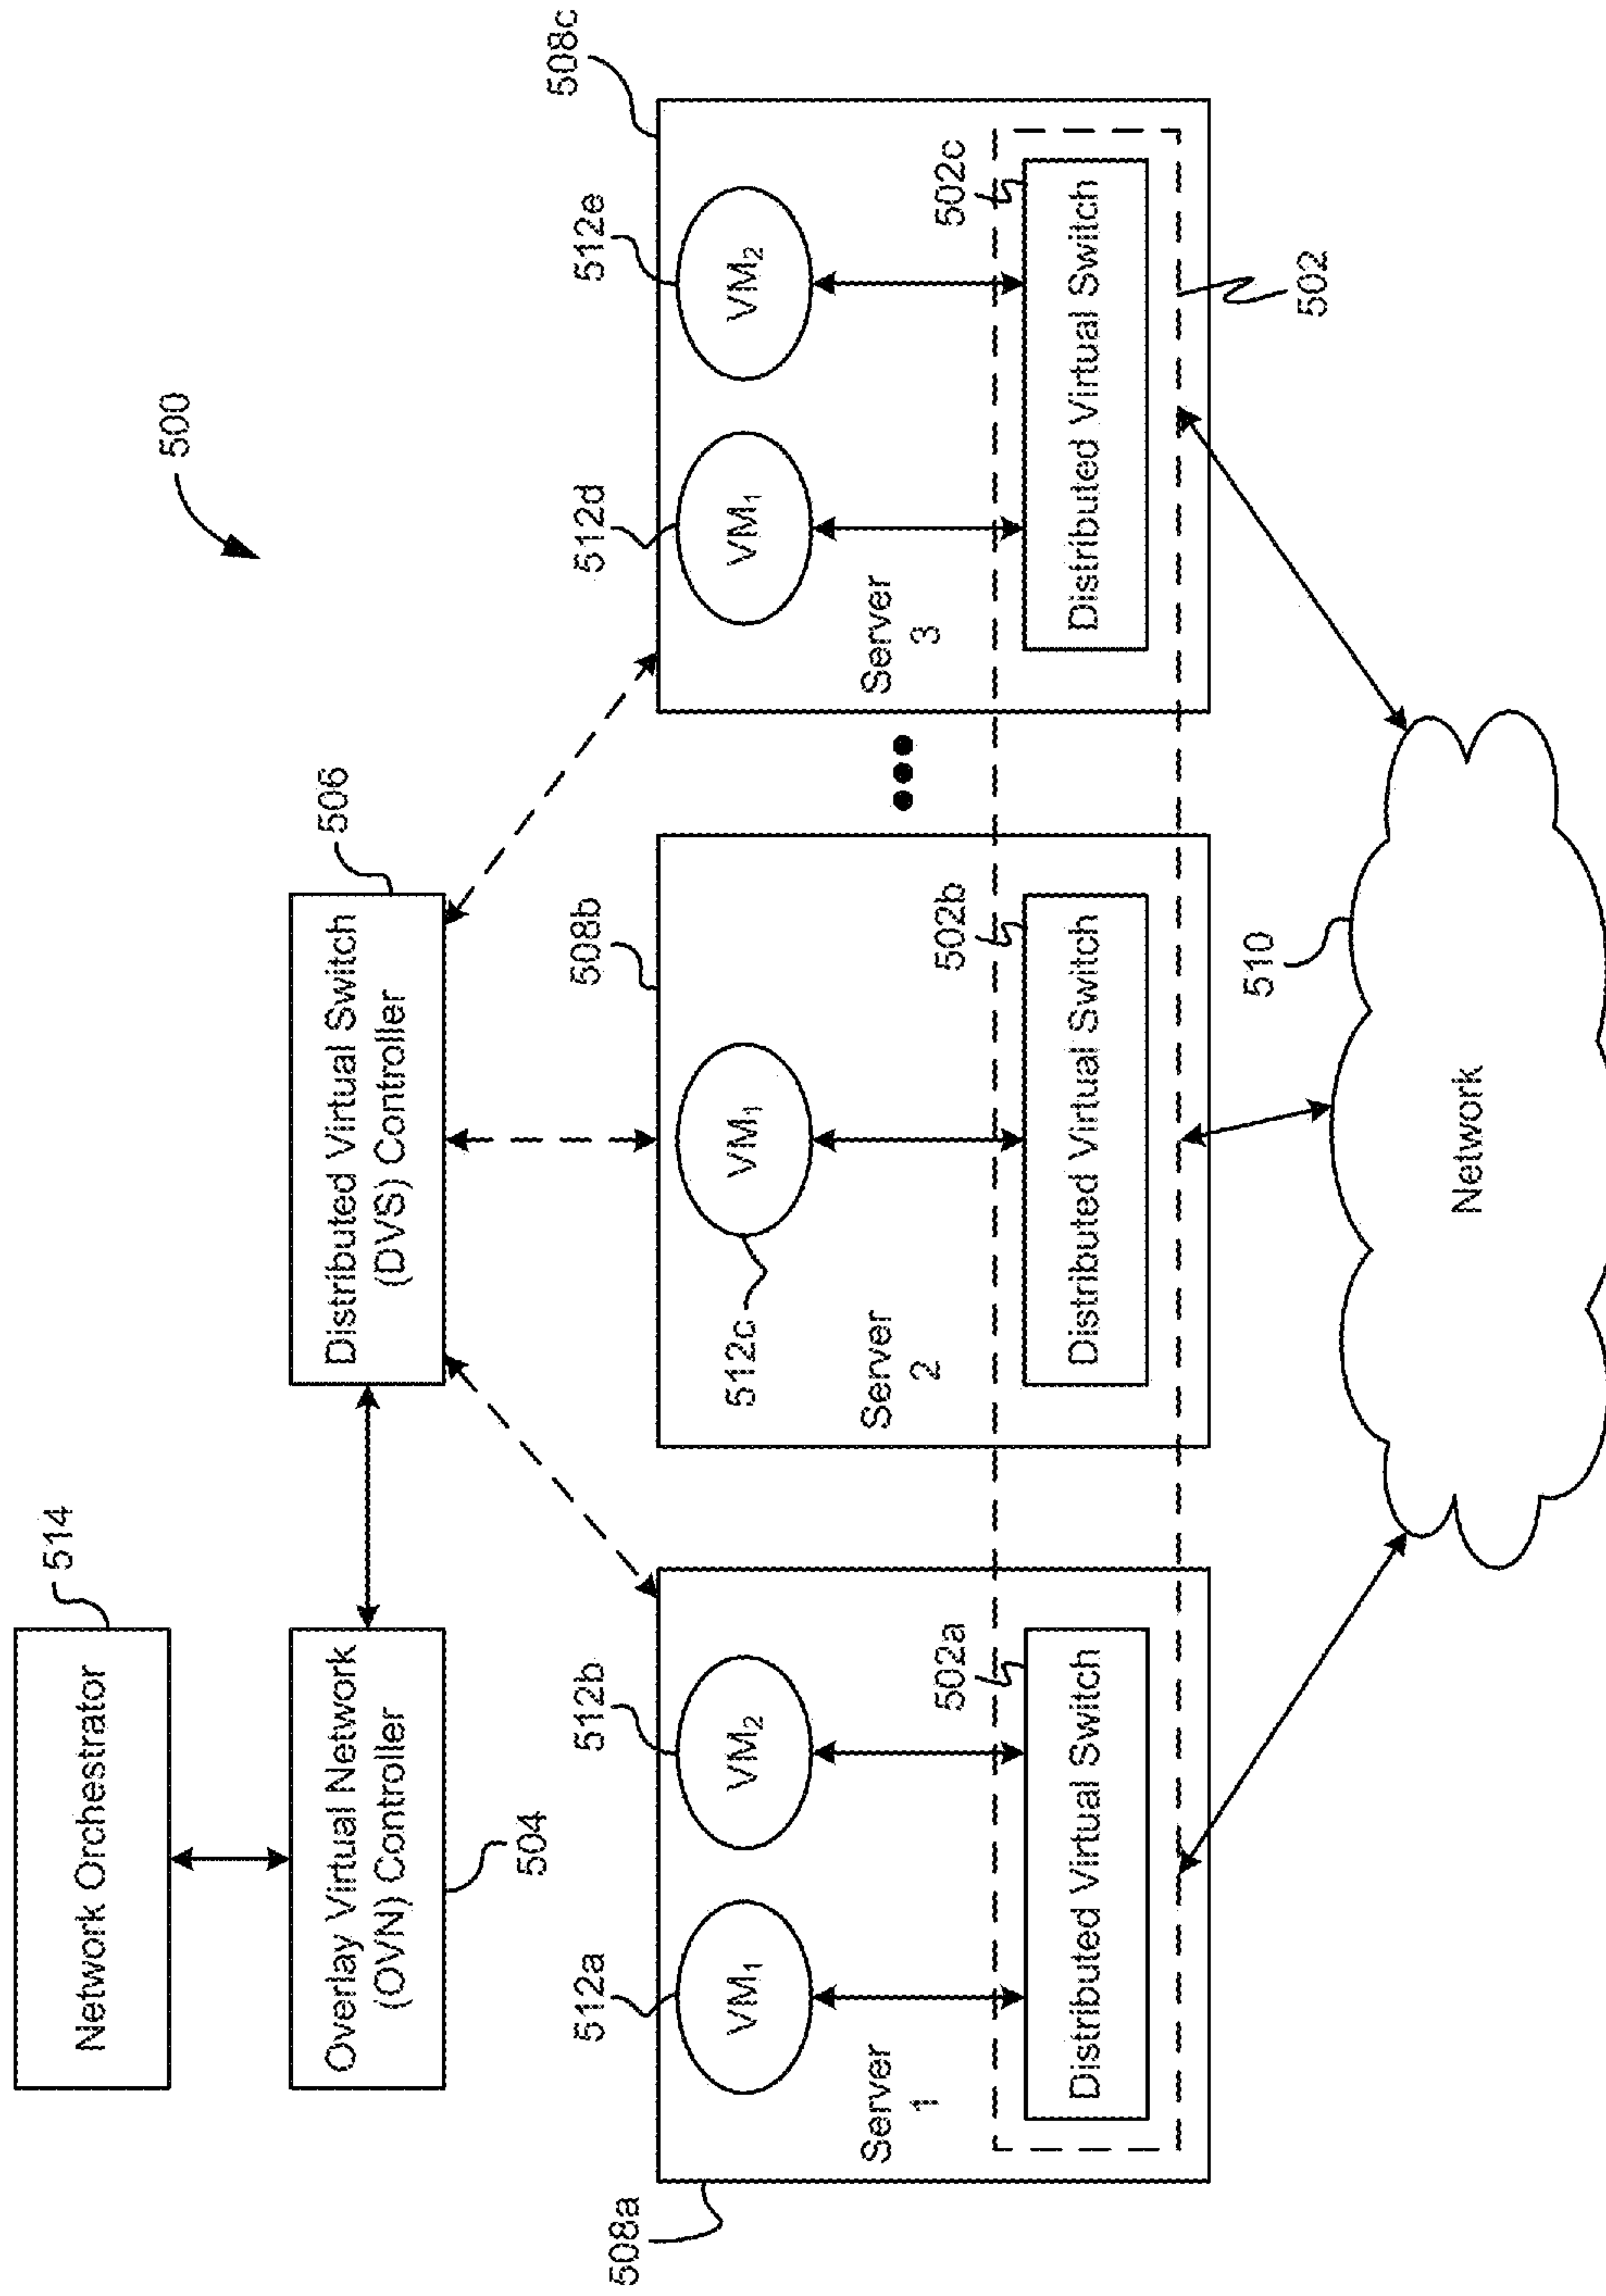 500
514
Network Orchestrator
506
Overlay Virtual Network
(OVN) Controller
504
Distributed Virtual Switch
(DVS) Controller
508a
512a
VM₁
512b
VM₂
Server
1
502a
Distributed Virtual Switch
508b
512c
VM₁
Server
2
502b
Distributed Virtual Switch
508c
512d
VM₁
512e
VM₂
Server
3
502c
Distributed Virtual Switch
502
510
Network